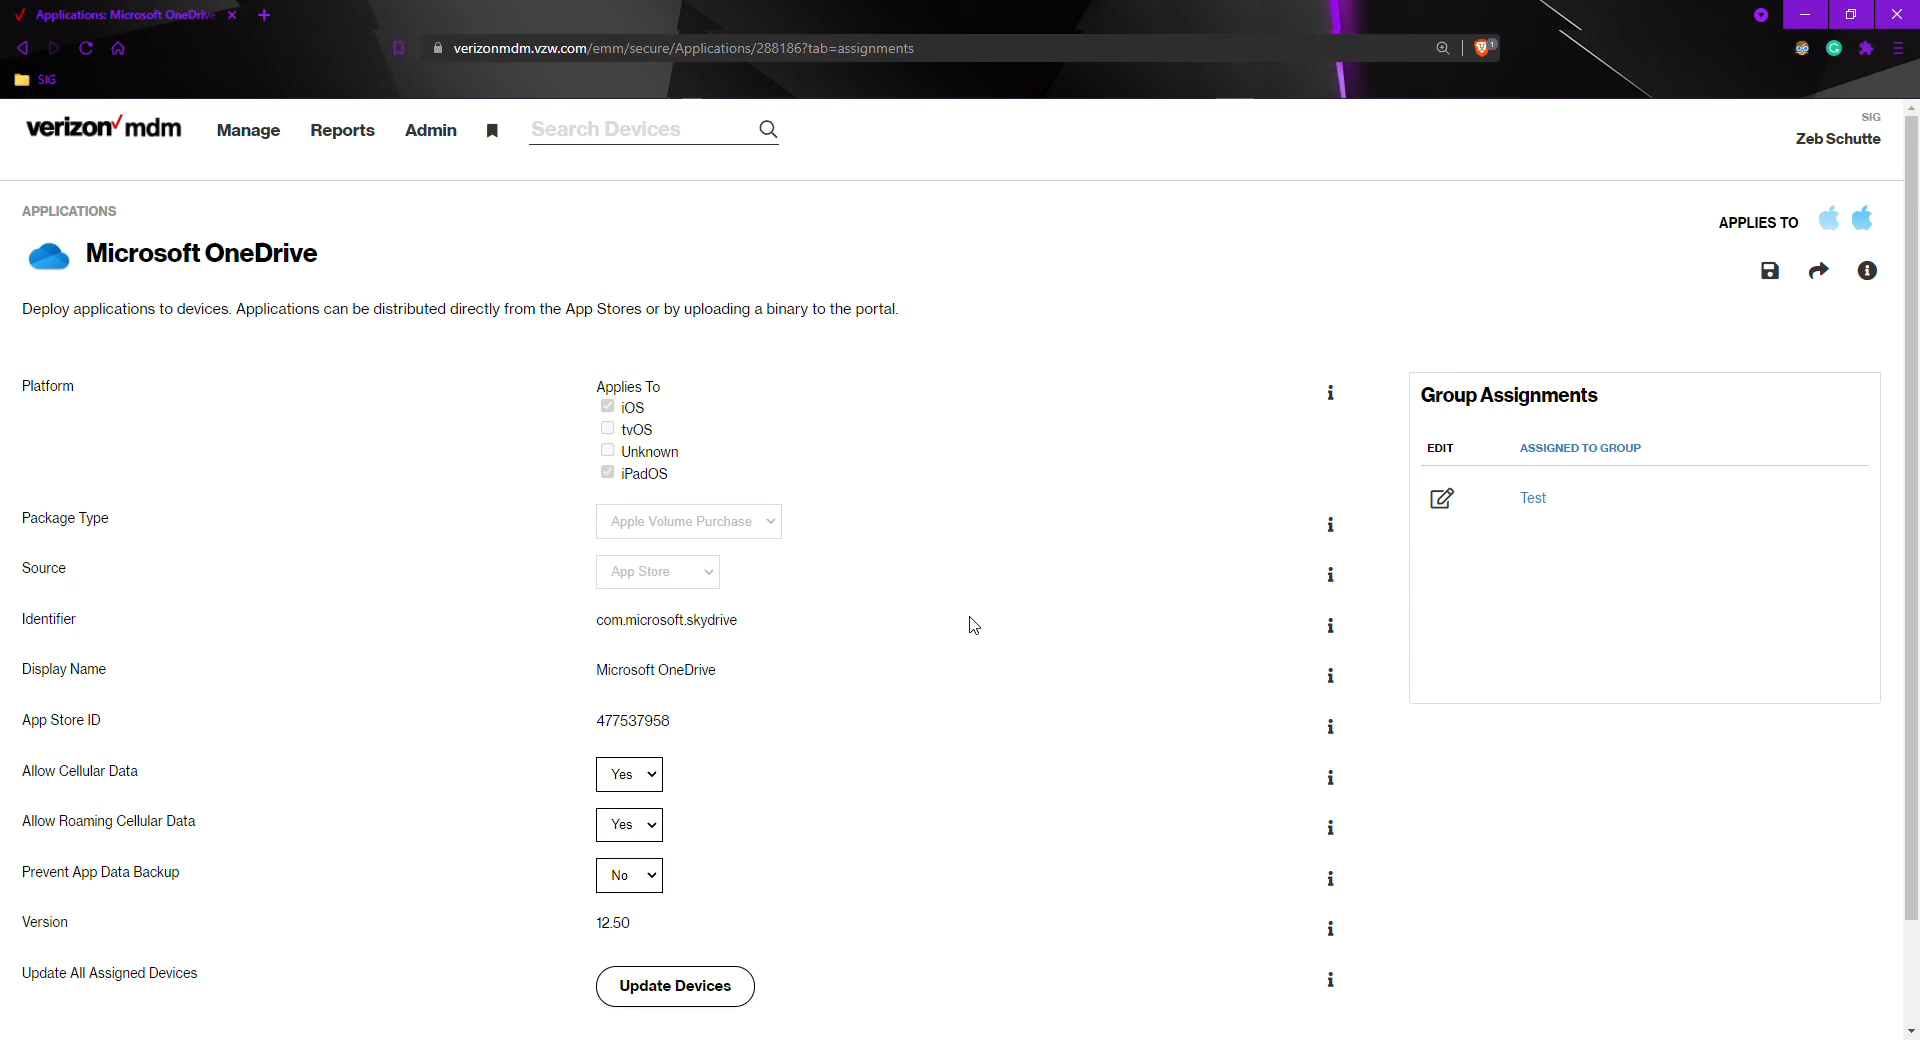 Applications: Microsoft OneDrive
verizonmdm.vzw.com/emm/secure/Applications/288186?tab=assignments
1
SIG
verizon✓mdm
Manage
Reports
Admin
Search Devices
SIG
Zeb Schutte
APPLICATIONS
APPLIES TO
Microsoft OneDrive
Deploy applications to devices. Applications can be distributed directly from the App Stores or by uploading a binary to the portal.
Platform
Applies To
iOS
tvOS
Unknown
iPadOS
Group Assignments
EDIT
ASSIGNED TO GROUP
Test
Package Type
Apple Volume Purchase
Source
App Store
Identifier
com.microsoft.skydrive
Display Name
Microsoft OneDrive
App Store ID
477537958
Allow Cellular Data
Yes
Allow Roaming Cellular Data
Yes
Prevent App Data Backup
No
Version
12.50
Update All Assigned Devices
Update Devices